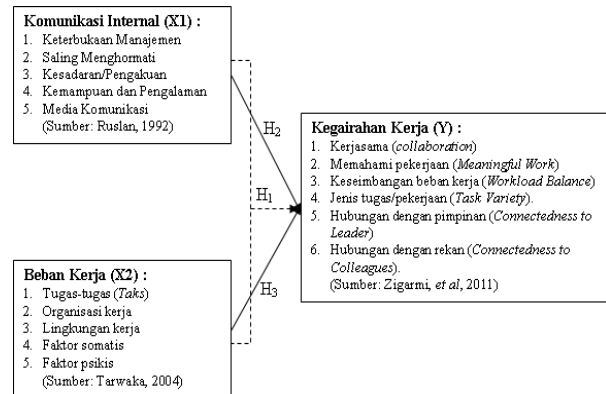 Komunikasi Internal (X1) :
1. Keterbukaan Manajemen
2. Saling Menghormati
3. Kesadaran/Pengakuan
4. Kemampuan dan Pengalaman
5. Media Komunikasi
(Sumber: Ruslan, 1992)
H2
H1
H3
Kegairahan Kerja (Y) :
1. Kerjasama (collaboration)
2. Memahami pekerjaan (Meaningful Work)
3. Keseimbangan beban kerja (Workload Balance)
4. Jenis tugas/pekerjaan (Task Variety).
5. Hubungan dengan pimpinan (Connectedness to
Leader)
6. Hubungan dengan rekan (Connectedness to
Colleagues).
(Sumber: Zigarmi, et al, 2011)
Beban Kerja (X2) :
1. Tugas-tugas (Taks)
2. Organisasi kerja
3. Lingkungan kerja
4. Faktor somatis
5. Faktor psikis
(Sumber: Tarwaka, 2004)